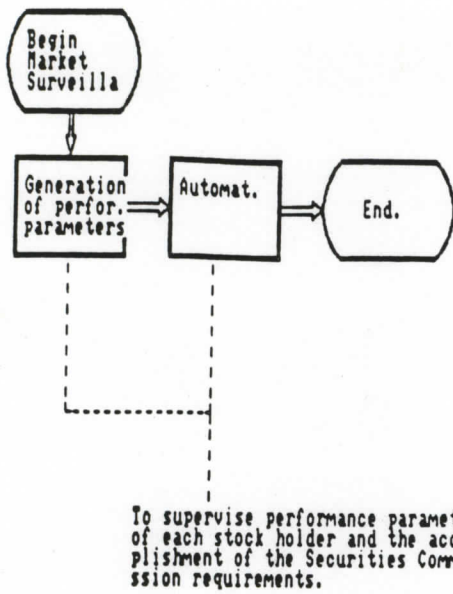 Begin
Market
Surveilla
Generation
of perfor.
parameters
Automat.
End.
To supervise performance paramet
of each stock holder and the acc
plishment of the Securities Comm
ssion requirements.